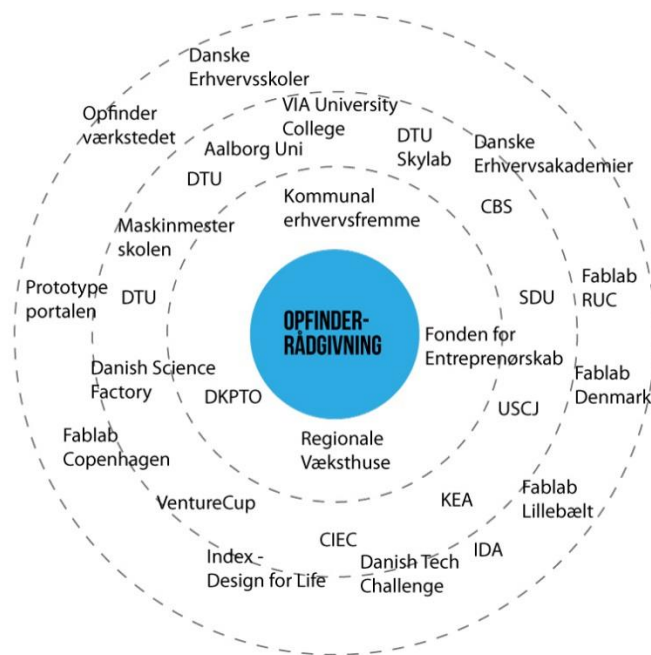 Danske
Erhvervsskoler
Opfinder
værkstedet
VIA University
College
DTU
Skylab
Danske
Erhvervsakademier
Aalborg Uni
DTU
Kommunal
erhvervsfremme
CBS
Maskinmester
skolen
Prototype
portalen
DTU
SDU
Fablab
RUC
OPFINDER-
RÅDGIVNING
Fonden for
Entreprenørskab
Danish Science
Factory
DKPTO
Fablab
Denmark
USCJ
Fablab
Copenhagen
Regionale
Væksthuse
VentureCup
KEA
Fablab
Lillebælt
CIEC
IDA
Index -
Design for Life
Danish Tech
Challenge